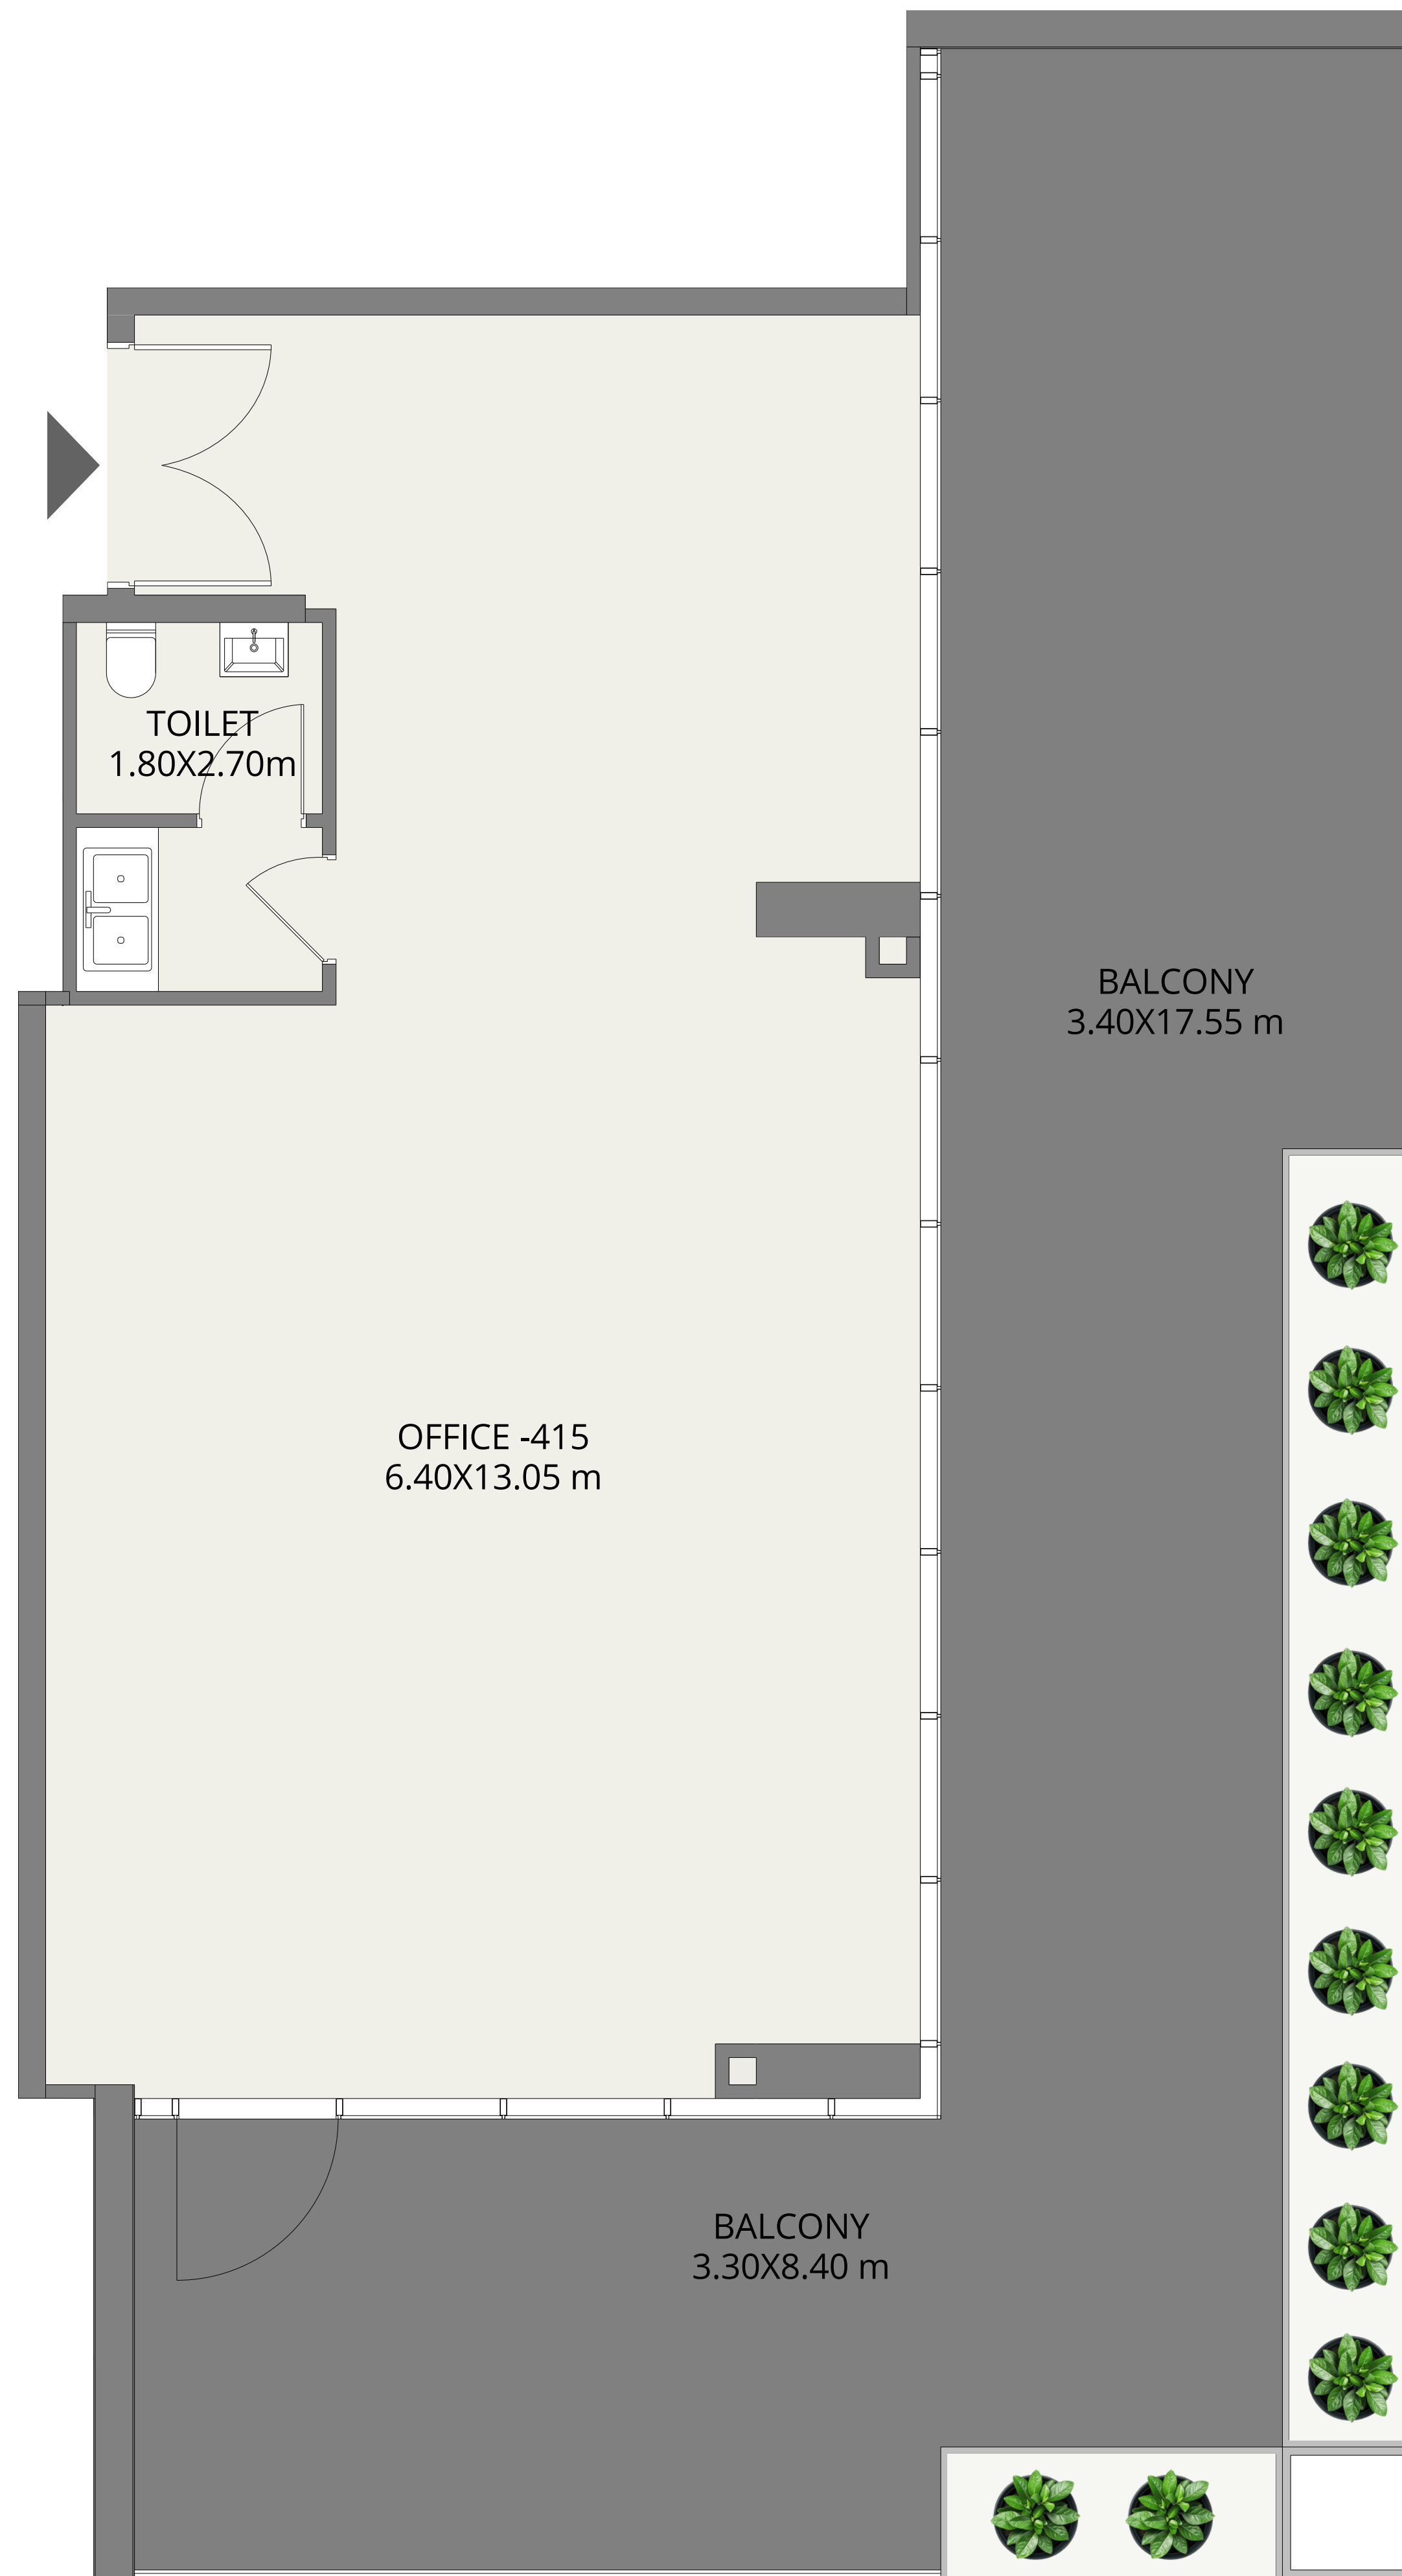 TOILET
1.80X2.70m
BALCONY
3.40X17.55 m
OFFICE -415
6.40X13.05 m
BALCONY
3.30X8.40 m